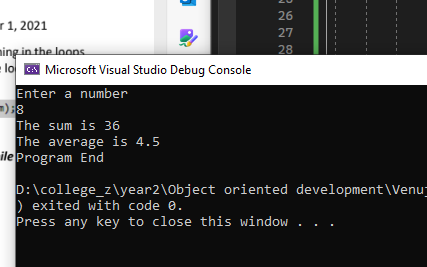 r 1, 2021
ning in the loops
e lo
m);
ile
26
27
28
Microsoft Visual Studio Debug Console
Enter a number
8
The sum is 36
The average is 4.5
Program End
D:\college_z\year2\Object oriented development\Venuj
) exited with code 0.
Press any key to close this window . . .